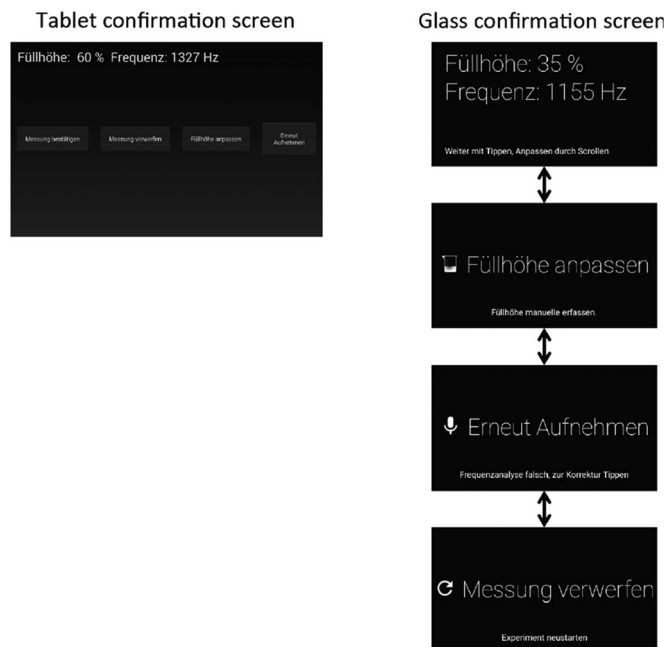 Tablet confirmation screen
Füllhöhe: 60 % Frequenz: 1327 Hz
Messung bestätigen
Messung verwerfen
Füllhöhe anpassen
Erneut
Aufnehmen
Glass confirmation screen
Füllhöhe: 35 %
Frequenz: 1155 Hz
Weiter mit Tippen, Anpassen durch Scrollen
Füllhöhe anpassen
Füllhöhe manuelle erfassen.
Erneut Aufnehmen
Frequenzanalyse falsch, zur Korrektur Tippen
Messung verwerfen
Experiment neustarten